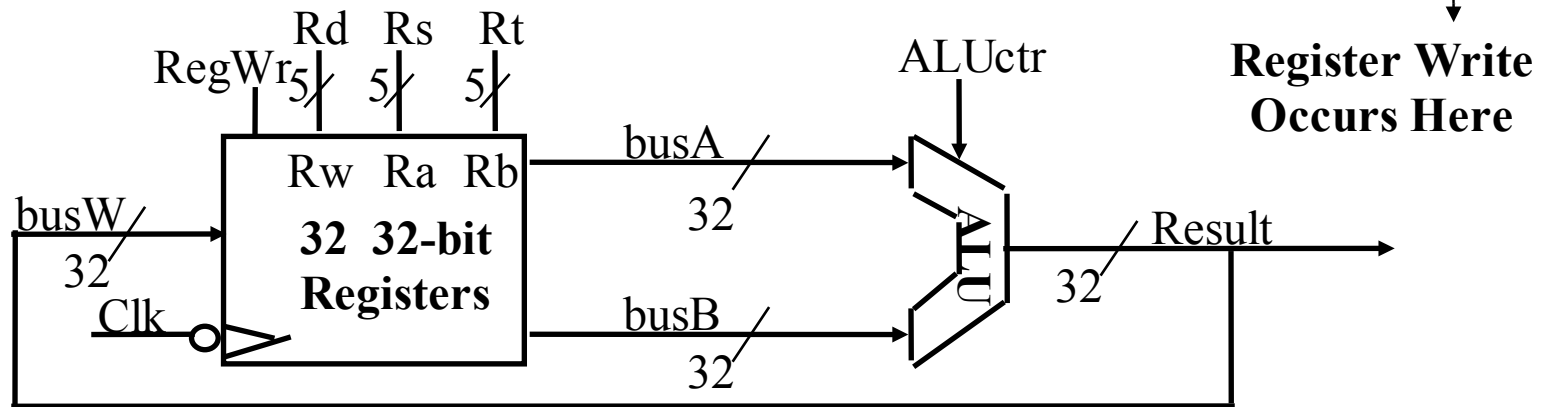 Rd Rs Rt
RegWr 5 5 5
ALUctr
Register Write
Occurs Here
Rw Ra Rb
busA
32
busW
32
32 32-bit
Registers
Clk
busB
32
ALU
Result
32